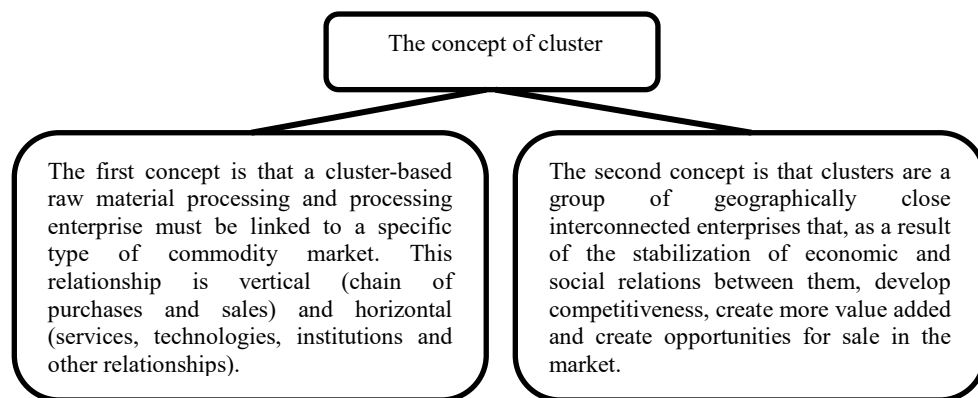 The concept of cluster
The first concept is that a cluster-based
raw material processing and processing
enterprise must be linked to a specific
type of commodity market. This
relationship is vertical (chain of
purchases and sales) and horizontal
(services, technologies, institutions and
other relationships).
The second concept is that clusters are a
group of geographically close
interconnected enterprises that, as a result
of the stabilization of economic and
social relations between them, develop
competitiveness, create more value added
and create opportunities for sale in the
market.